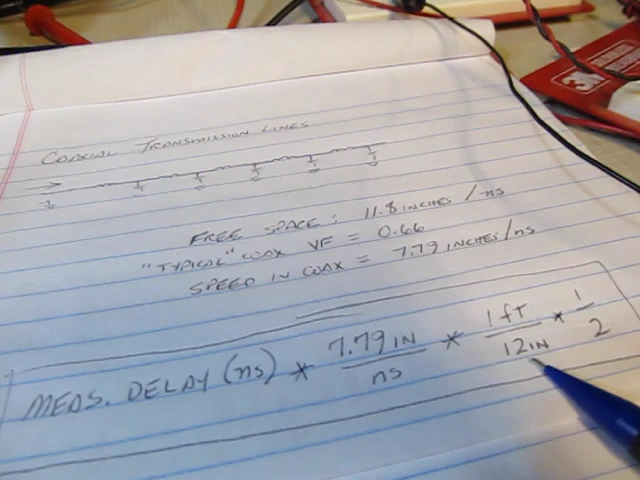 COAXIAL TRANSMISSION LINES
FREE SPACE: 11.8 INCHES / ns
"TYPICAL" COAX VF = 0.66
SPEED IN COAX = 7.79 INCHES/ns
MEAS. DELAY (ns) * 7.79 IN / ns * 1 ft / 12 IN * 1 / 2
3M